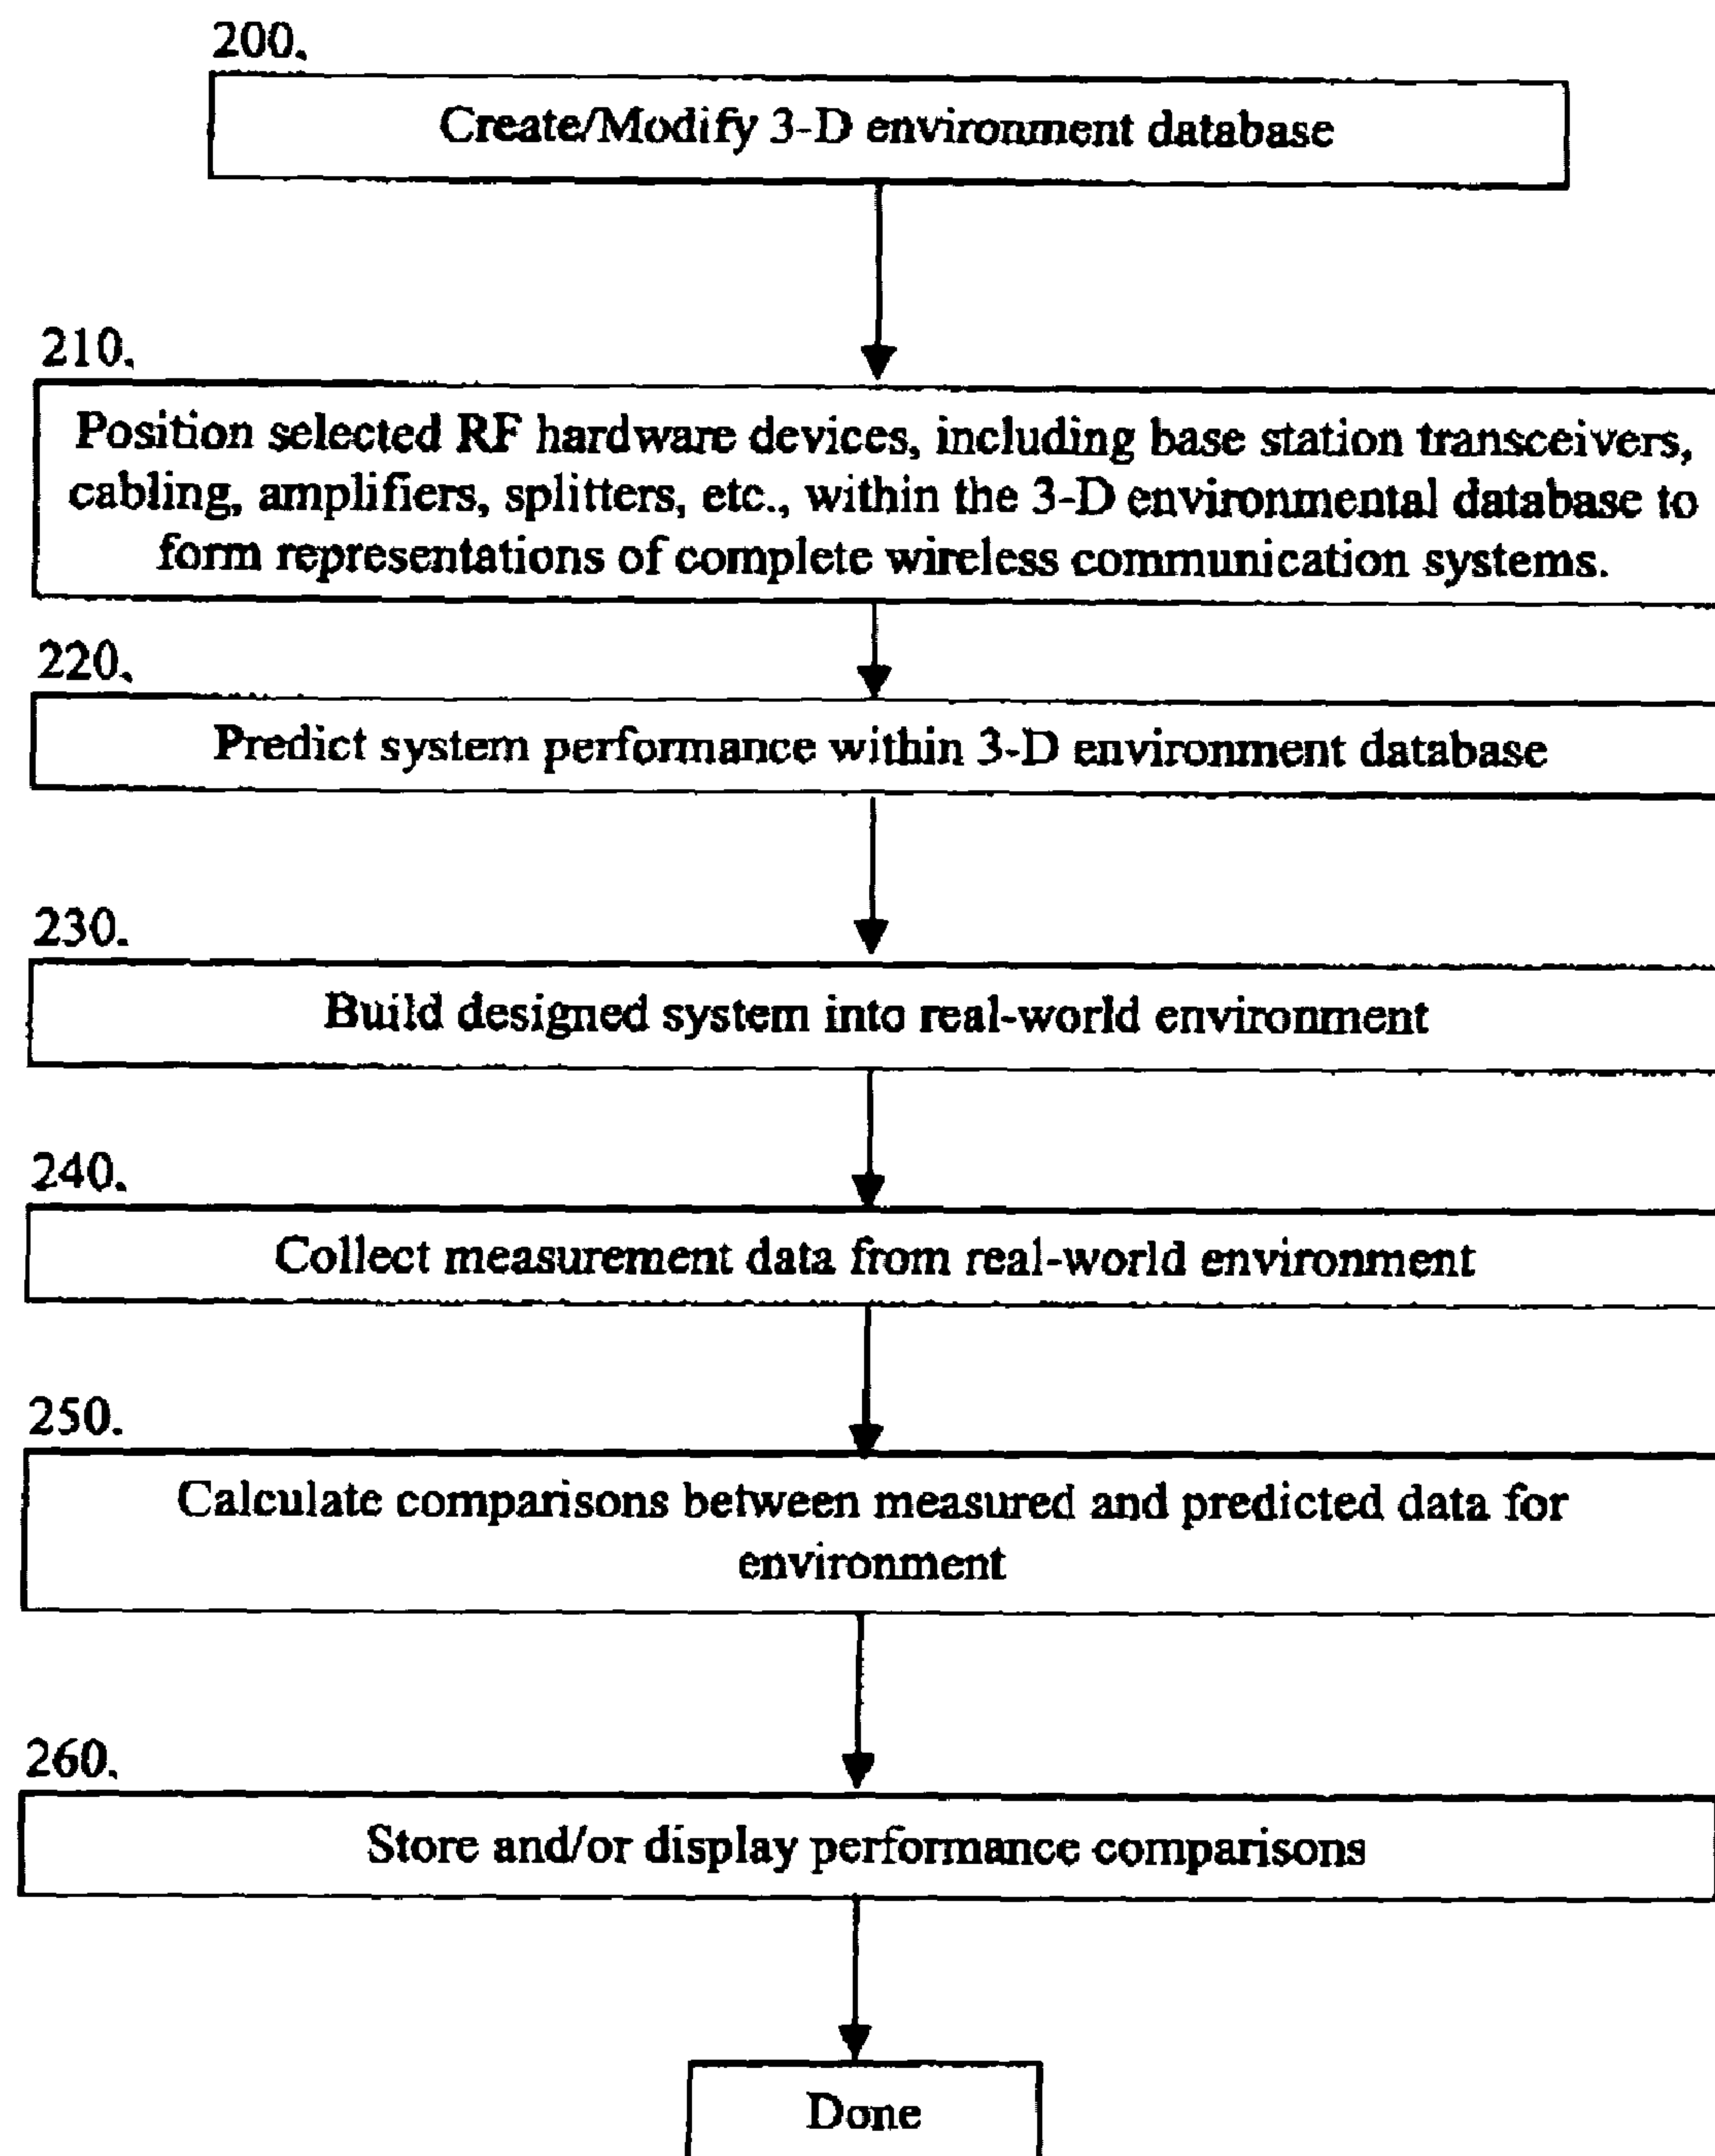 200.
Create/Modify 3-D environment database
210.
Position selected RF hardware devices, including base station transceivers,
cabling, amplifiers, splitters, etc., within the 3-D environmental database to
form representations of complete wireless communication systems.
220.
Predict system performance within 3-D environment database
230.
Build designed system into real-world environment
240.
Collect measurement data from real-world environment
250.
Calculate comparisons between measured and predicted data for
environment
260.
Store and/or display performance comparisons
Done